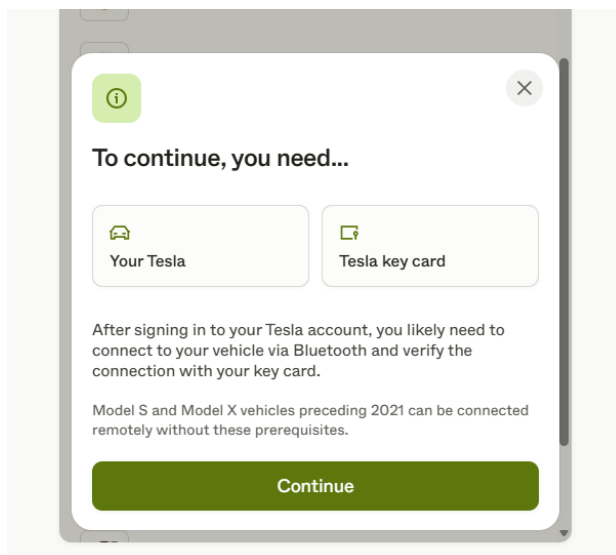 To continue, you need...
Your Tesla
Tesla key card
After signing in to your Tesla account, you likely need to
connect to your vehicle via Bluetooth and verify the
connection with your key card.
Model S and Model X vehicles preceding 2021 can be connected
remotely without these prerequisites.
Continue